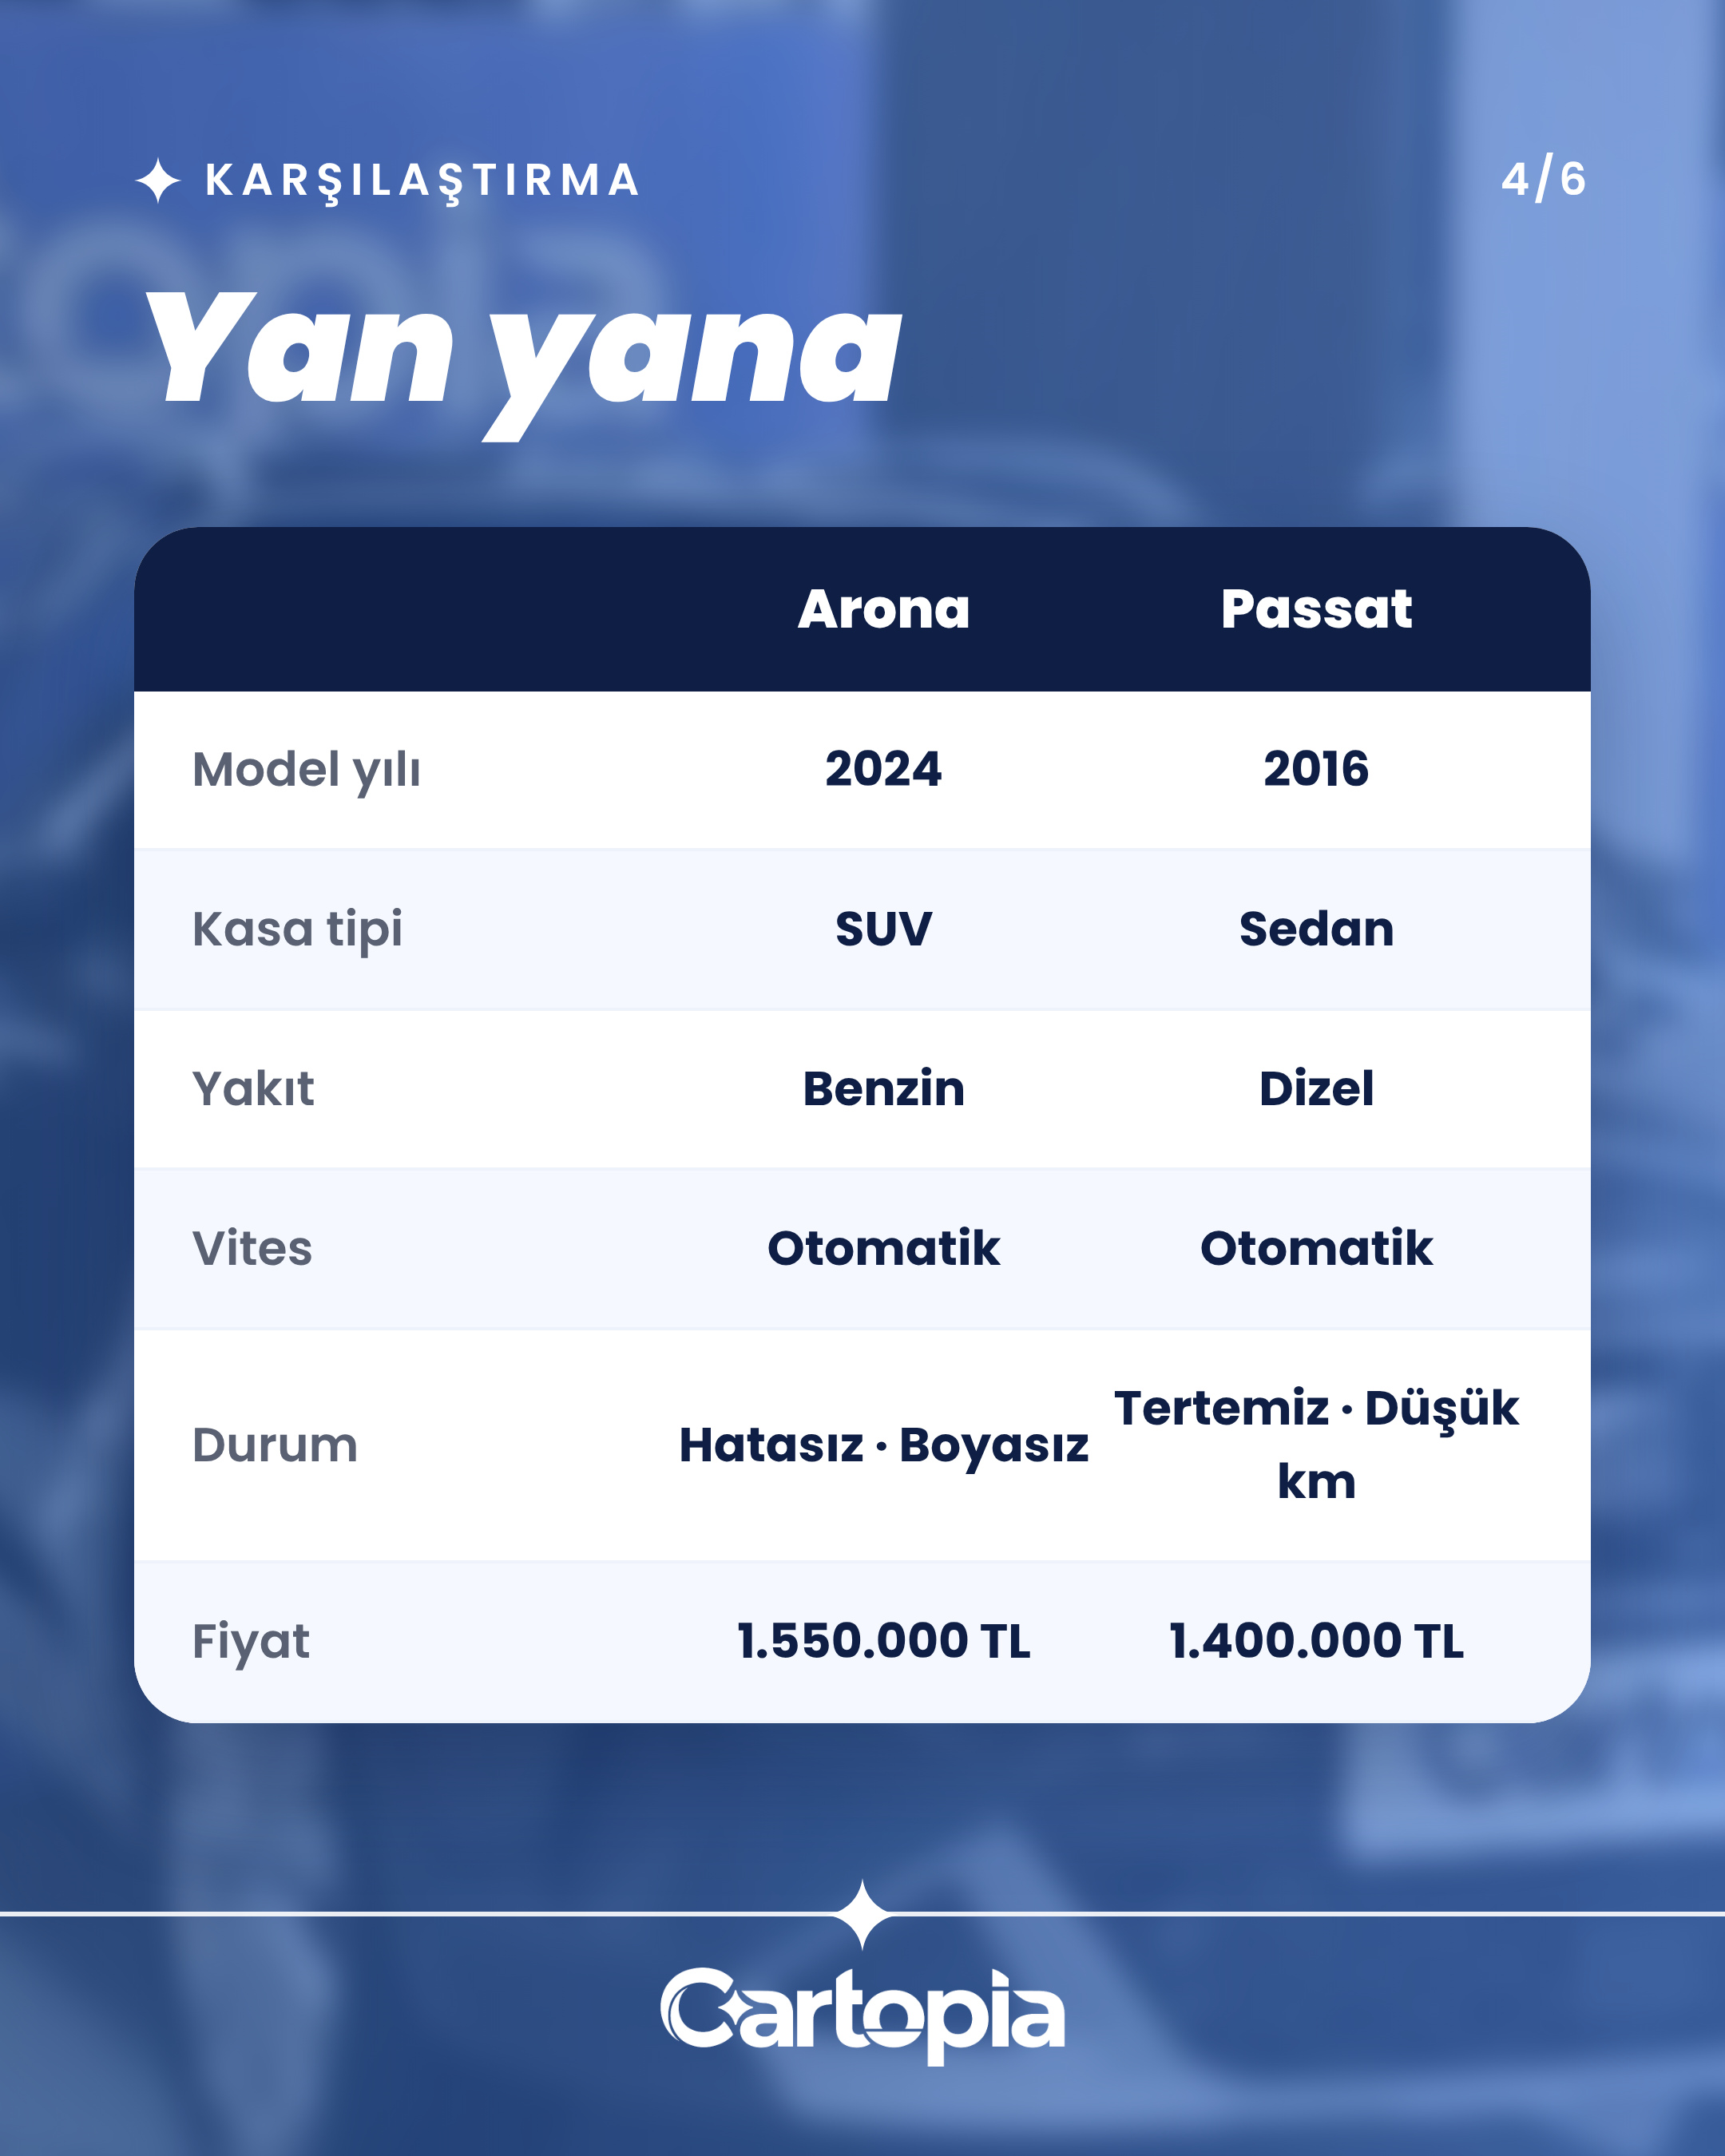 KARŞILAŞTIRMA 4/6
Yan yana
Arona Passat
Model yılı 2024 2016
Kasa tipi SUV Sedan
Yakıt Benzin Dizel
Vites Otomatik Otomatik
Durum Hatasız · Boyasız Tertemiz · Düşük
km
Fiyat 1.550.000 TL 1.400.000 TL
Cartopia